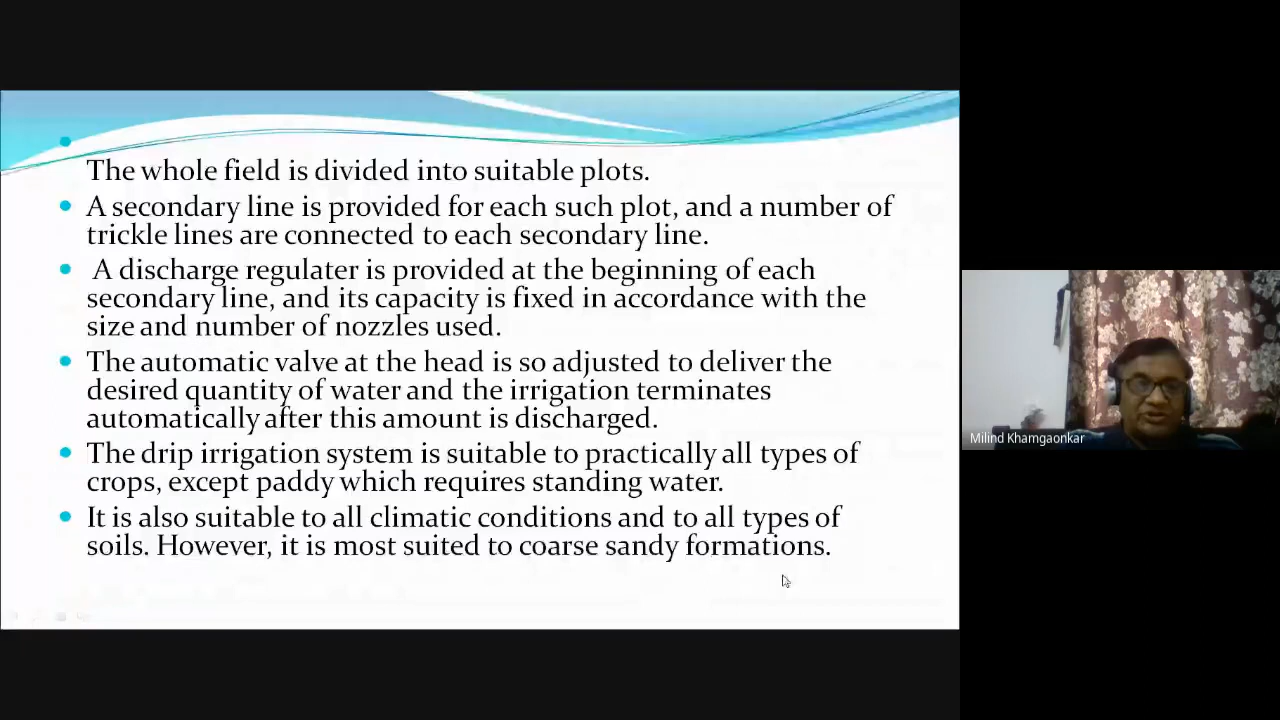 The whole field is divided into suitable plots.
A secondary line is provided for each such plot, and a number of
trickle lines are connected to each secondary line.
A discharge regulater is provided at the beginning of each
secondary line, and its capacity is fixed in accordance with the
size and number of nozzles used.
The automatic valve at the head is so adjusted to deliver the
desired quantity of water and the irrigation terminates
automatically after this amount is discharged.
The drip irrigation system is suitable to practically all types of
crops, except paddy which requires standing water.
It is also suitable to all climatic conditions and to all types of
soils. However, it is most suited to coarse sandy formations.
Milind Khamgaonkar